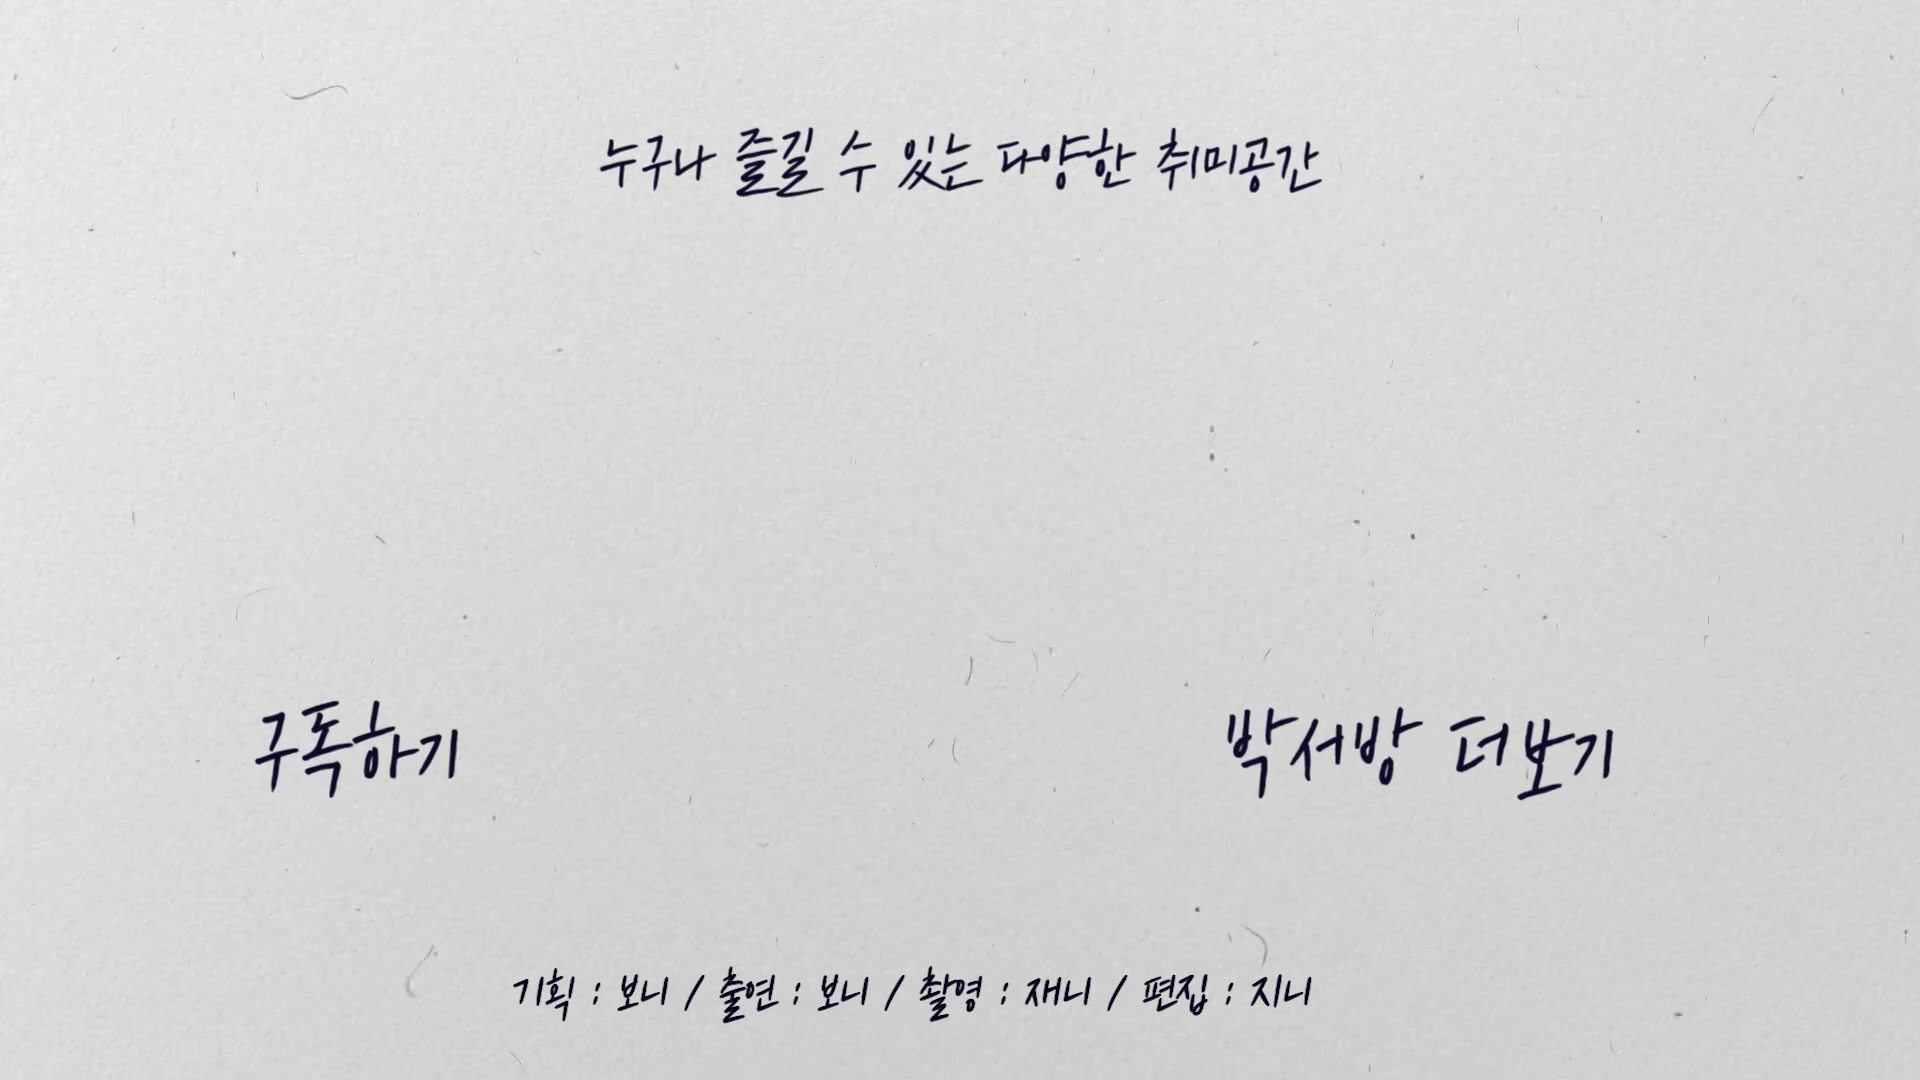 누구나 즐길 수 있는 다양한 취미공간
구독하기
박서방 더보기
기획 : 보니 / 출연 : 보니 / 촬영 : 재니 / 편집 : 지니